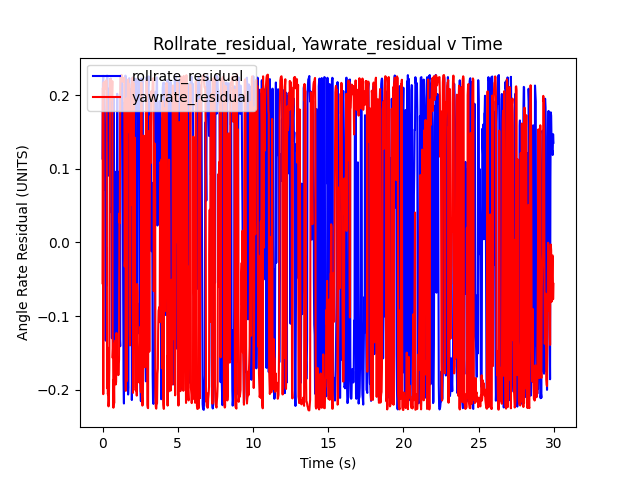 Rollrate_residual, Yawrate_residual v Time
rollrate_residual
yawrate_residual
Angle Rate Residual (UNITS)
0.2
0.1
0.0
−0.1
−0.2
0 5 10 15 20 25 30
Time (s)